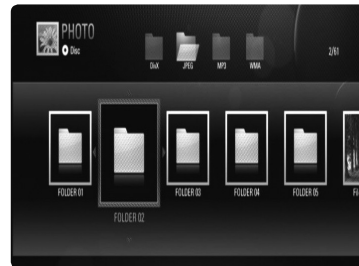 PHOTO
Disc
DivX JPEG MP3 WMA
2/61
FOLDER 01 FOLDER 02 FOLDER 03 FOLDER 04 FOLDER 05